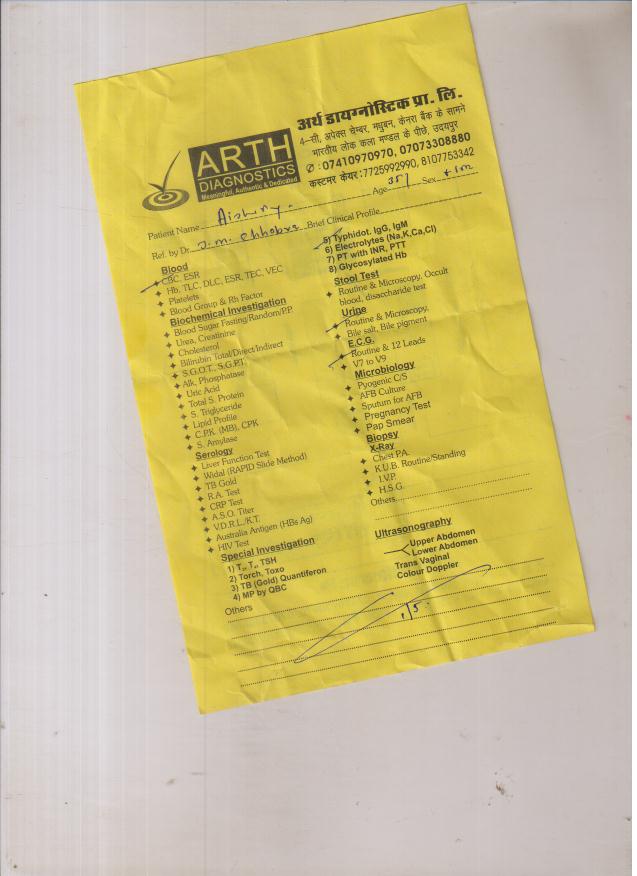 अर्थ डायग्नोस्टिक प्रा. लि.
4–सी, अपेक्स चेम्बर, मधुबन, केनरा बैंक के सामने
भारतीय लोक कला मण्डल के पीछे, उदयपुर
✆ : 07410970970, 07073308880
कस्टमर केयर : 7725992990, 8107753342
ARTH
DIAGNOSTICS
Meaningful, Authentic & Dedicated
Patient Name Age 35 Sex
Ref. by Dr. Brief Clinical Profile
Blood
CBC, ESR
Hb, TLC, DLC, ESR, TEC, VEC
Platelets
Blood Group & Rh Factor
Biochemical Investigation
Blood Sugar Fasting/Random/P.P.
Urea, Creatinine
Cholesterol
Bilirubin Total/Direct/Indirect
S.G.O.T., S.G.P.T.
Alk, Phosphatase
Uric Acid
Total S. Protein
S. Triglyceride
Lipid Profile
C.P.K. (MB), CPK
S. Amylase
Serology
Liver Function Test
Widal (RAPID Slide Method)
TB Gold
R.A. Test
CRP Test
A.S.O. Titer
V.D.R.L./K.T.
Australia Antigen (HBs Ag)
HIV Test
Special Investigation
1) T₃, T₄, TSH
2) Torch, Toxo
3) TB (Gold) Quantiferon
4) MP by QBC
Others
5) Typhidot. IgG, IgM
6) Electrolytes (Na,K,Ca,Cl)
7) PT with INR, PTT
8) Glycosylated Hb
Stool Test
Routine & Microscopy, Occult
blood, disaccharide test
Urine
Routine & Microscopy,
Bile salt, Bile pigment
E.C.G.
Routine & 12 Leads
V7 to V9
Microbiology
Pyogenic C/S
AFB Culture
Sputum for AFB
Pregnancy Test
Pap Smear
Biopsy
X-Ray
Chest P.A.
K.U.B. Routine/Standing
I.V.P.
H.S.G.
Others
Ultrasonography
Upper Abdomen
Lower Abdomen
Trans Vaginal
Colour Doppler
1/5.